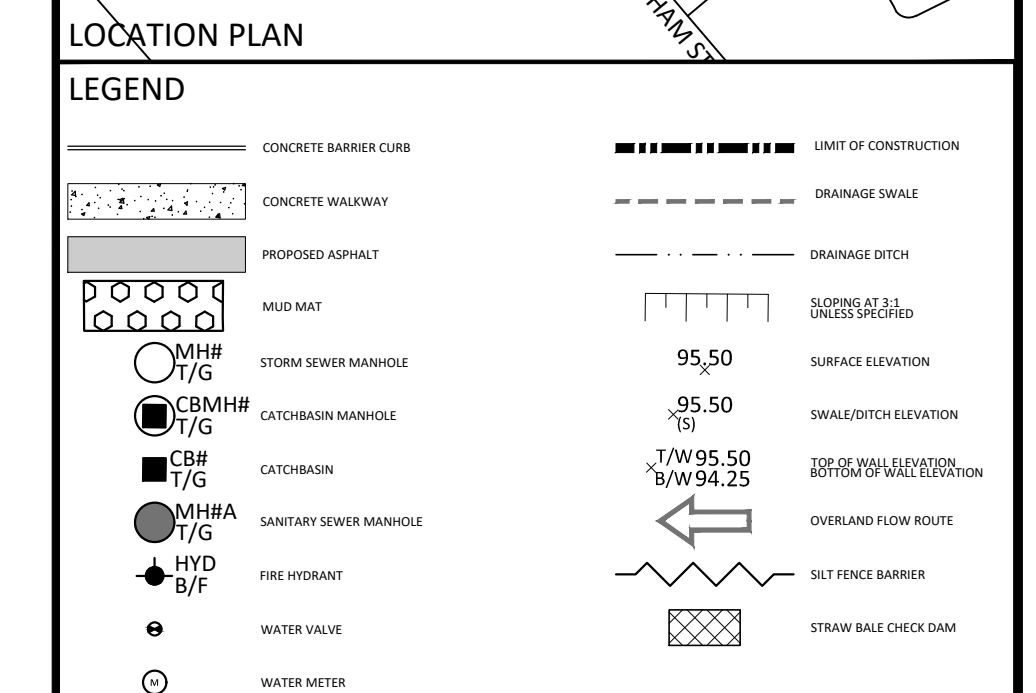 HAM ST
LOCATION PLAN
LEGEND
CONCRETE BARRIER CURB
CONCRETE WALKWAY
PROPOSED ASPHALT
MUD MAT
MH#
T/G
STORM SEWER MANHOLE
CBMH#
T/G
CATCHBASIN MANHOLE
CB#
T/G
CATCHBASIN
MH#A
T/G
SANITARY SEWER MANHOLE
HYD
B/F
FIRE HYDRANT
WATER VALVE
M
WATER METER
LIMIT OF CONSTRUCTION
DRAINAGE SWALE
DRAINAGE DITCH
SLOPING AT 3:1
UNLESS SPECIFIED
95.50
SURFACE ELEVATION
95.50
(S)
SWALE/DITCH ELEVATION
T/W 95.50
B/W 94.25
TOP OF WALL ELEVATION
BOTTOM OF WALL ELEVATION
OVERLAND FLOW ROUTE
SILT FENCE BARRIER
STRAW BALE CHECK DAM